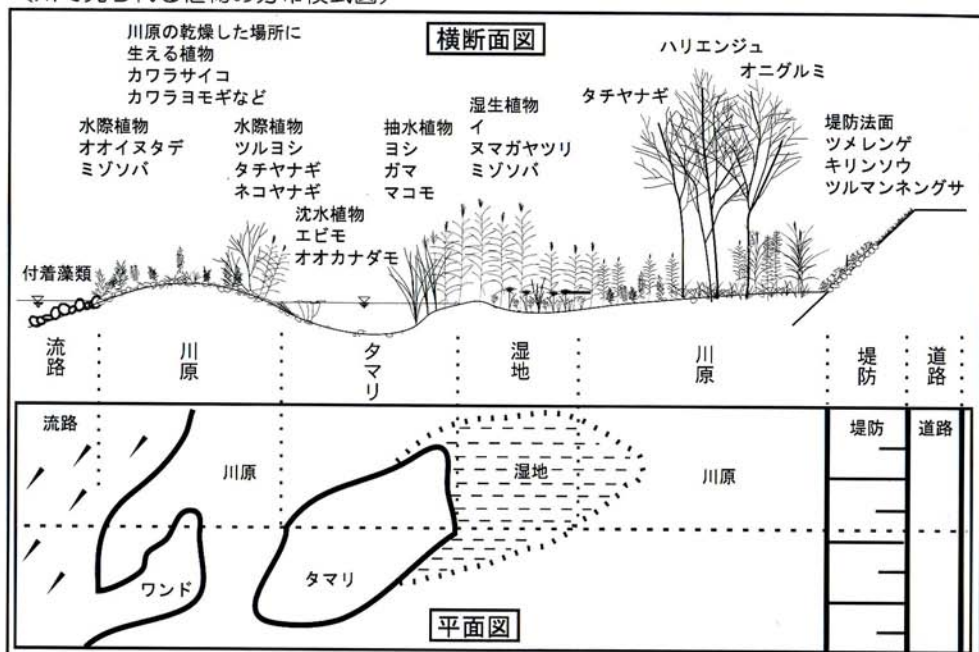 横断面図
川原の乾燥した場所に
生える植物
カワラサイコ
カワラヨモギなど
水際植物
オオイヌタデ
ミゾソバ
水際植物
ツルヨシ
タチヤナギ
ネコヤナギ
沈水植物
エビモ
オオカナダモ
抽水植物
ヨシ
ガマ
マコモ
湿生植物
イ
ヌマガヤツリ
ミゾソバ
タチヤナギ
ハリエンジュ
オニグルミ
堤防法面
ツメレンゲ
キリンソウ
ツルマンネングサ
付着藻類
流路
川原
タマリ
湿地
川原
堤防
道路
流路
川原
湿地
川原
堤防
道路
ワンド
タマリ
平面図